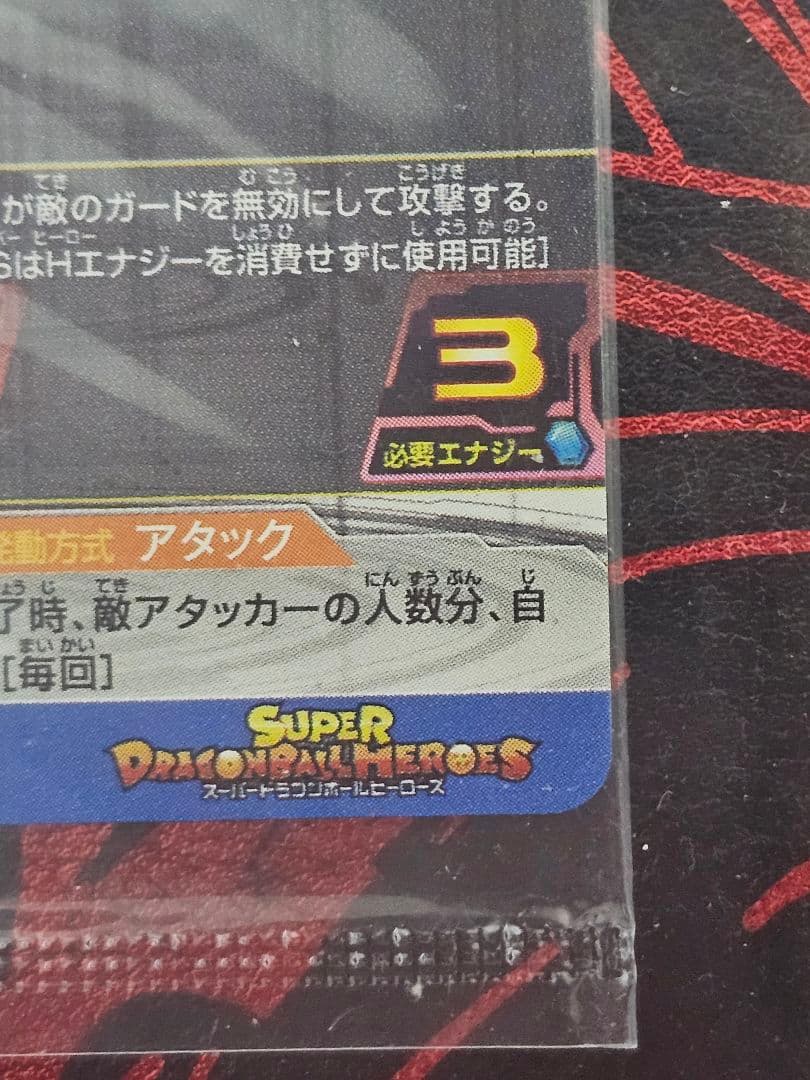 が敵のガードを無効にして攻撃する。
SはHエナジーを消費せずに使用可能]
3
必要エナジー
発動方式 アタック
了時、敵アタッカーの人数分、自
[毎回]
SUPER
DRAGONBALL HEROES
スーパードラゴンボールヒーローズ